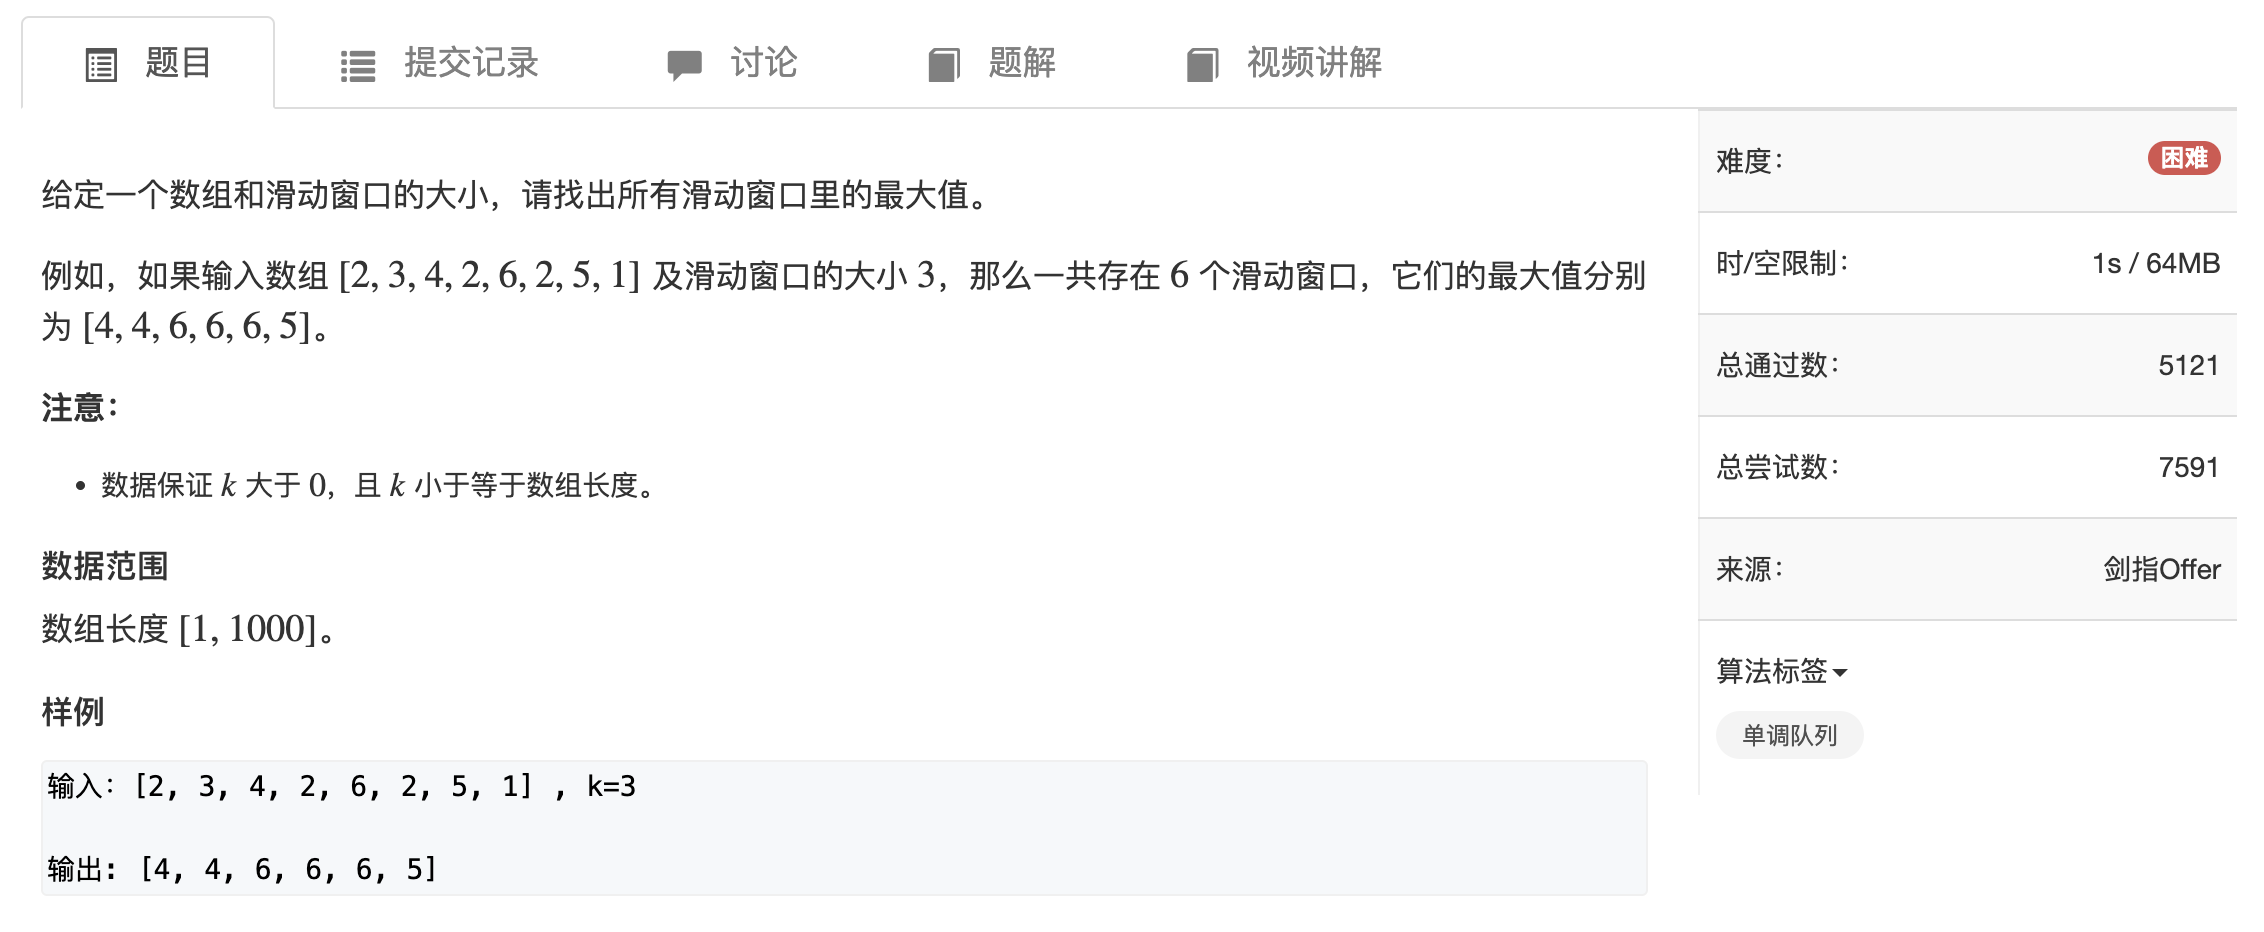 题目 提交记录 讨论 题解 视频讲解
给定一个数组和滑动窗口的大小，请找出所有滑动窗口里的最大值。
例如，如果输入数组 [2, 3, 4, 2, 6, 2, 5, 1] 及滑动窗口的大小 3，那么一共存在 6 个滑动窗口，它们的最大值分别
为 [4, 4, 6, 6, 6, 5]。
注意：
• 数据保证 k 大于 0，且 k 小于等于数组长度。
数据范围
数组长度 [1, 1000]。
样例
输入：[2, 3, 4, 2, 6, 2, 5, 1] , k=3
输出: [4, 4, 6, 6, 6, 5]
难度： 困难
时/空限制： 1s / 64MB
总通过数： 5121
总尝试数： 7591
来源： 剑指Offer
算法标签
单调队列